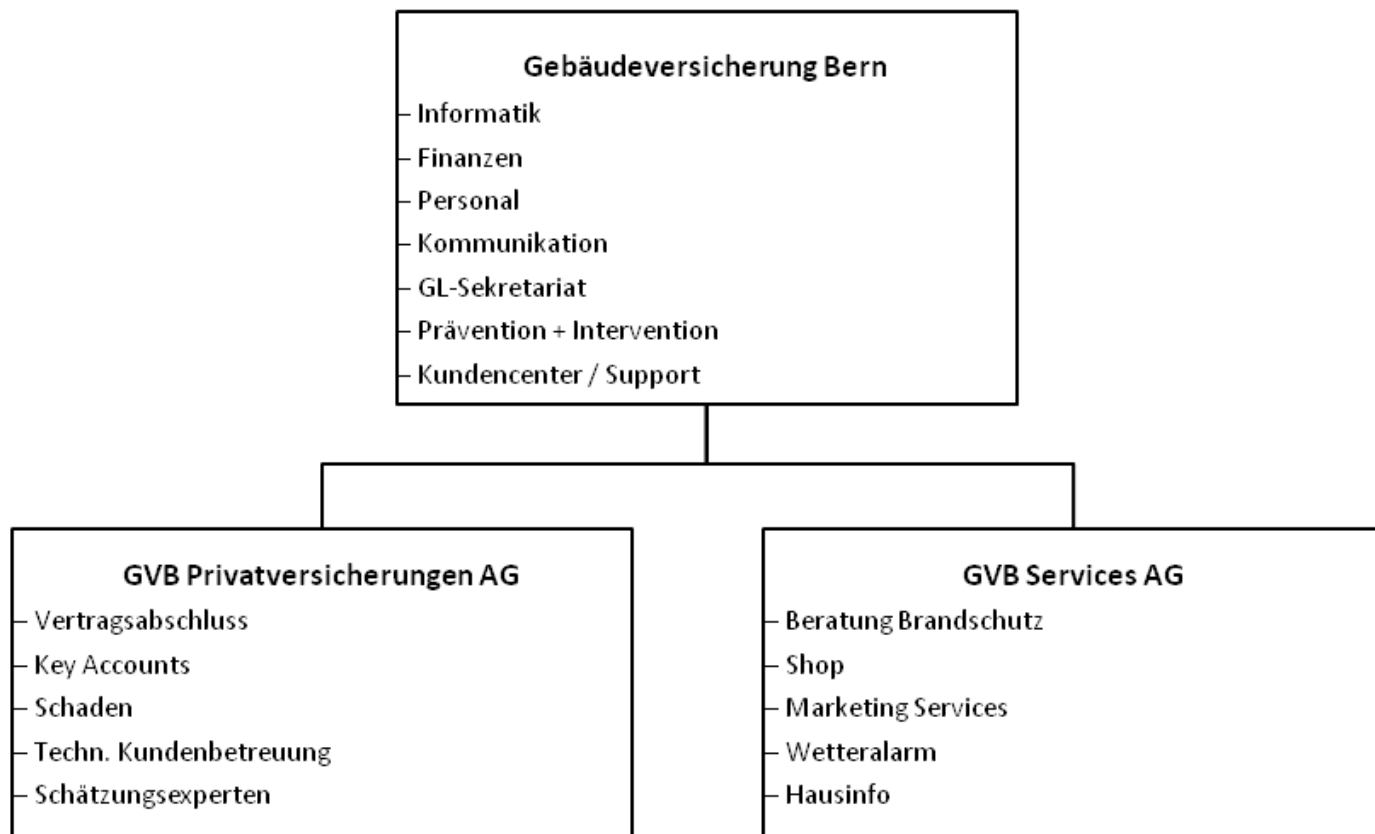 Gebäudeversicherung Bern
– Informatik
– Finanzen
– Personal
– Kommunikation
– GL-Sekretariat
– Prävention + Intervention
– Kundencenter / Support
GVB Privatversicherungen AG
– Vertragsabschluss
– Key Accounts
– Schaden
– Techn. Kundenbetreuung
– Schätzungsexperten
GVB Services AG
– Beratung Brandschutz
– Shop
– Marketing Services
– Wetteralarm
– Hausinfo